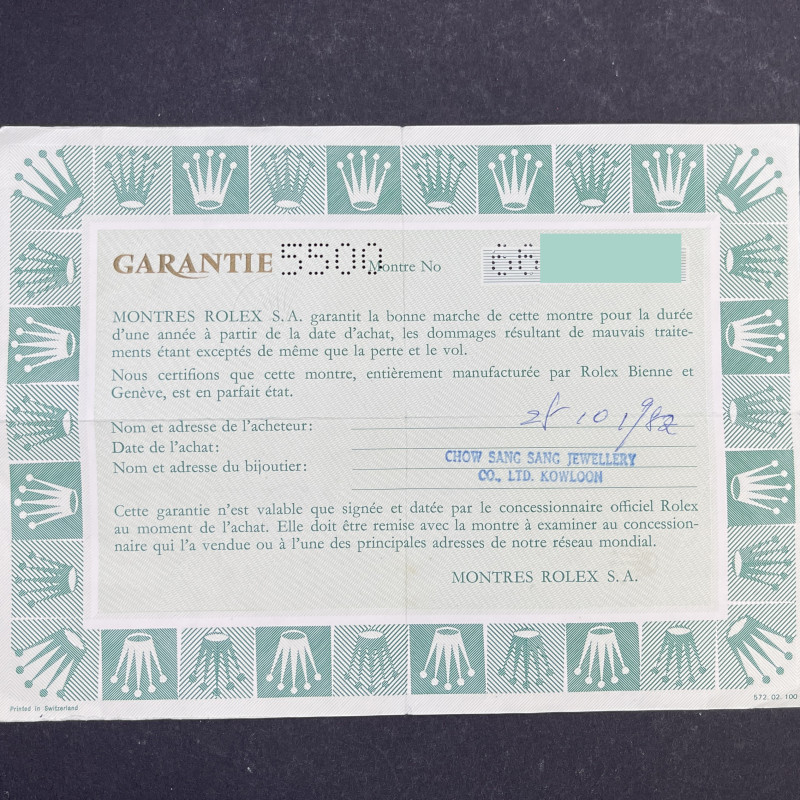 GARANTIE 5500 Montre No 66
MONTRES ROLEX S.A. garantit la bonne marche de cette montre pour la durée
d'une année à partir de la date d'achat, les dommages résultant de mauvais traite-
ments étant exceptés de même que la perte et le vol.
Nous certifions que cette montre, entièrement manufacturée par Rolex Bienne et
Genève, est en parfait état.
Nom et adresse de l'acheteur:
Date de l'achat: 28 10 1982
Nom et adresse du bijoutier: CHOW SANG SANG JEWELLERY
CO., LTD. KOWLOON
Cette garantie n'est valable que signée et datée par le concessionnaire officiel Rolex
au moment de l'achat. Elle doit être remise avec la montre à examiner au concession-
naire qui l'a vendue ou à l'une des principales adresses de notre réseau mondial.
MONTRES ROLEX S.A.
Printed in Switzerland
572.02.100